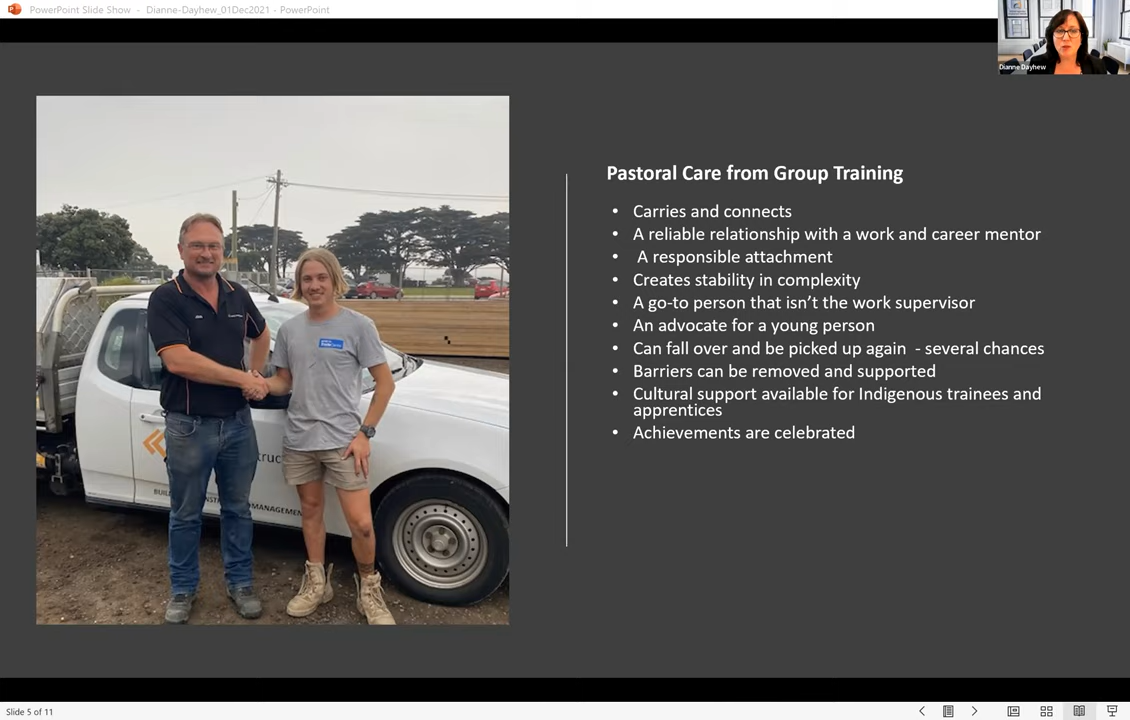 PowerPoint Slide Show - Dianne-Dayhew_01Dec2021 - PowerPoint
Dianne Dayhew
Pastoral Care from Group Training
• Carries and connects
• A reliable relationship with a work and career mentor
• A responsible attachment
• Creates stability in complexity
• A go-to person that isn't the work supervisor
• An advocate for a young person
• Can fall over and be picked up again - several chances
• Barriers can be removed and supported
• Cultural support available for Indigenous trainees and
apprentices
• Achievements are celebrated
Slide 5 of 11